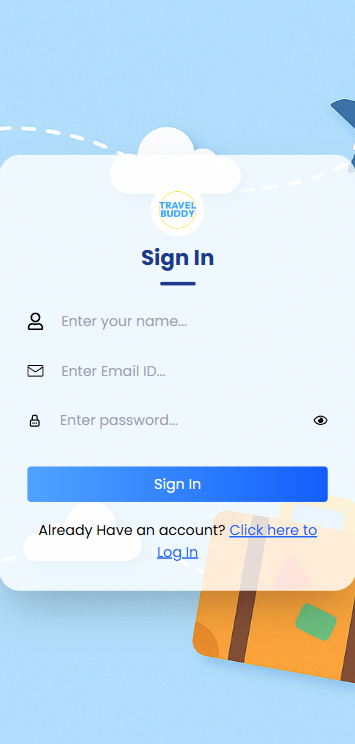 TRAVEL
BUDDY
Sign In
Enter your name...
Enter Email ID...
Enter password...
Sign In
Already Have an account? Click here to
Log In